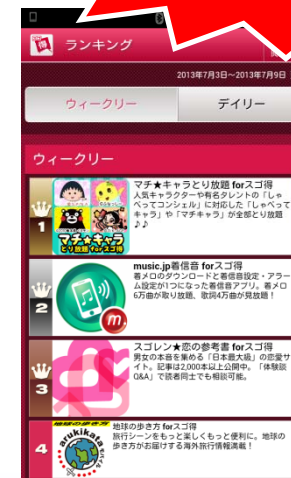 得
ランキング
2013年7月3日～2013年7月9日
ウィークリー
デイリー
ウィークリー
1
マチ★キャラ
とり放題 forスゴ得
マチ★キャラとり放題 forスゴ得
人気キャラクターや有名タレントの「しゃ
べってコンシェル」に対応した「しゃべって
キャラ」や「マチキャラ」が全部とり放題
♪♪
2
m.
music.jp着信音 forスゴ得
着メロのダウンロードと着信音設定・アラー
ム設定が1つになった着信音アプリ。着メロ
6万曲が取り放題、歌詞4万曲が見放題！
3
スゴレン★恋の参考書 forスゴ得
男女の本音を集める「日本最大級」の恋愛サ
イト。記事は2,000本以上公開中。「体験談
Q&A」で読者同士でも相談可能。
4
地球の歩き方
arukikata
モバイル
地球の歩き方 forスゴ得
旅行シーンをもっと楽しくもっと便利に。地球の
歩き方がお届けする海外旅行情報満載！